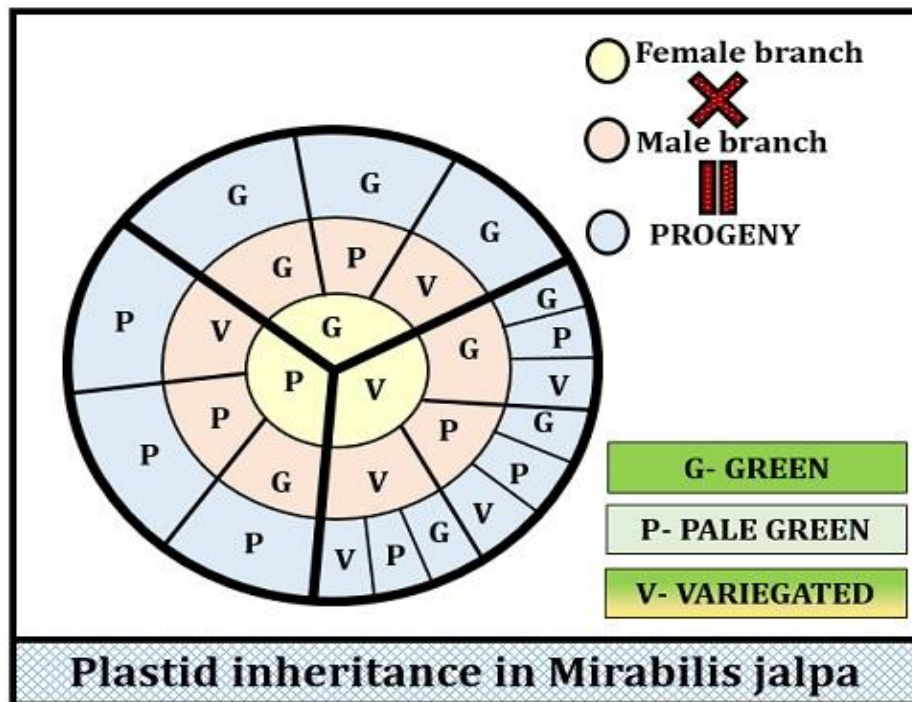 Female branch
Male branch
PROGENY
G
G
G
P
V
G
P
V
G
P
V
P
V
G
P
V
G
G
P
V
G
P
V
P
P
P
G
P
V
G- GREEN
P- PALE GREEN
V- VARIEGATED
Plastid inheritance in Mirabilis jalpa